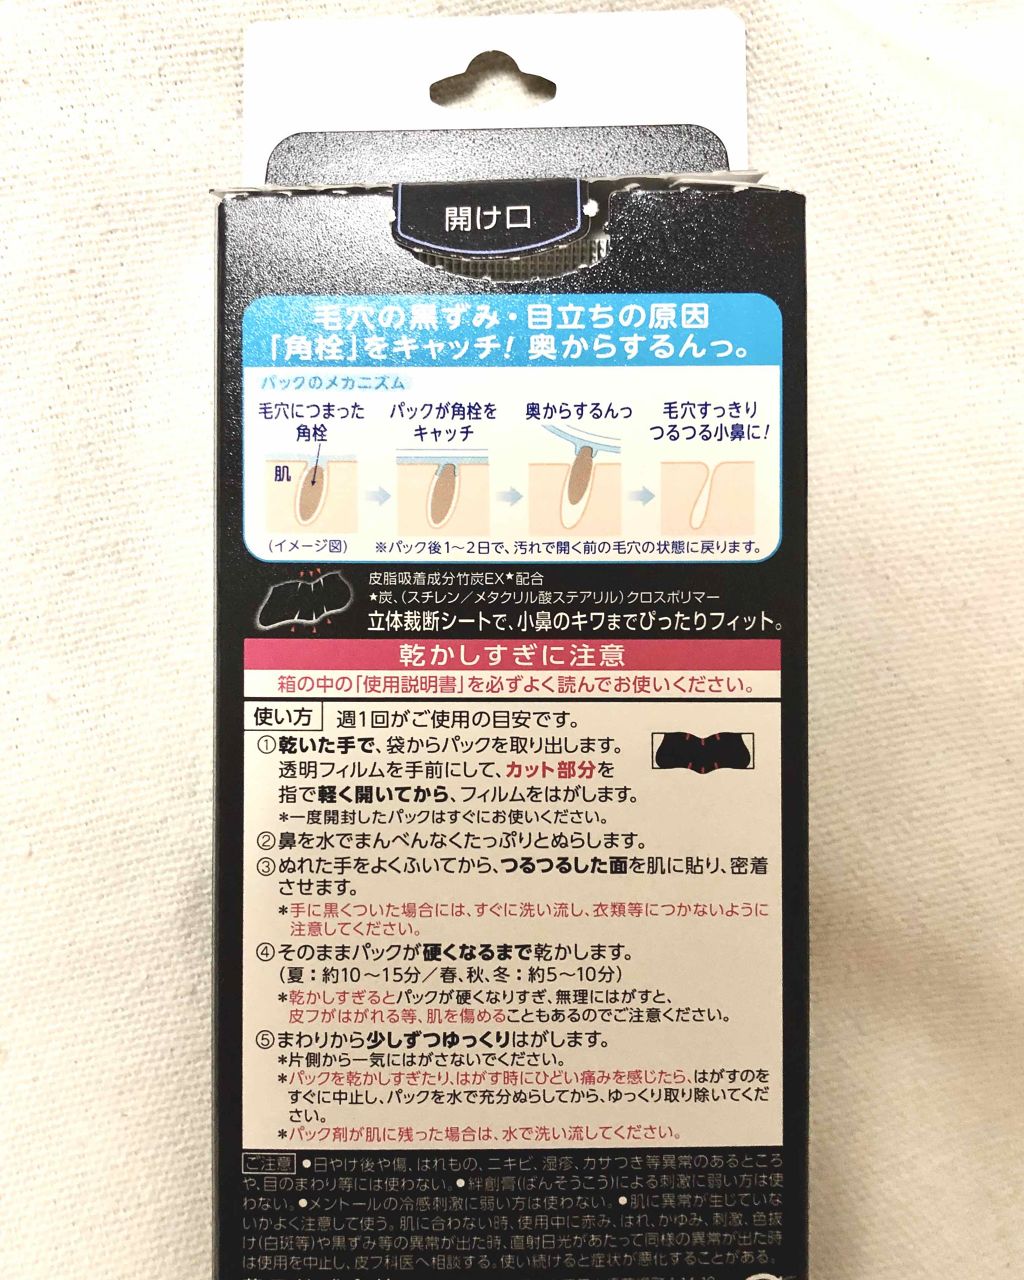 開け口
毛穴の黒ずみ・目立ちの原因
「角栓」をキャッチ!奥からするんっ。
パックのメカニズム
毛穴につまった
角栓
パックが角栓を
キャッチ
奥からするんっ
毛穴すっきり
つるつる小鼻に!
肌
(イメージ図)
※パック後1〜2日で、汚れで開く前の毛穴の状態に戻ります。
皮脂吸着成分竹炭EX★配合
★炭、(スチレン/メタクリル酸ステアリル)クロスポリマー
立体裁断シートで、小鼻のキワまでぴったりフィット。
乾かしすぎに注意
箱の中の「使用説明書」を必ずよく読んでお使いください。
使い方 週1回がご使用の目安です。
①乾いた手で、袋からパックを取り出します。
透明フィルムを手前にして、カット部分を
指で軽く開いてから、フィルムをはがします。
*一度開封したパックはすぐにお使いください。
②鼻を水でまんべんなくたっぷりとぬらします。
③ぬれた手をよくふいてから、つるつるした面を肌に貼り、密着
させます。
*手に黒くついた場合には、すぐに洗い流し、衣類等につかないように
注意してください。
④そのままパックが硬くなるまで乾かします。
(夏:約10〜15分/春、秋、冬:約5〜10分)
*乾かしすぎるとパックが硬くなりすぎ、無理にはがすと、
皮フがはがれる等、肌を傷めることもあるのでご注意ください。
⑤まわりから少しずつゆっくりはがします。
*片側から一気にはがさないでください。
*パックを乾かしすぎたり、はがす時にひどい痛みを感じたら、はがすのを
すぐに中止し、パックを水で充分ぬらしてから、ゆっくり取り除いてくだ
さい。
*パック剤が肌に残った場合は、水で洗い流してください。
ご注意 ●日やけ後や傷、はれもの、ニキビ、湿疹、カサつき等異常のあるところ
や、目のまわり等には使わない。●絆創膏(ばんそうこう)による刺激に弱い方は使
わない。●メントールの冷感刺激に弱い方は使わない。●肌に異常が生じていな
いかよく注意して使う。肌に合わない時、使用中に赤み、はれ、かゆみ、刺激、色抜
け(白斑等)や黒ずみ等の異常が出た時、直射日光があたって同様の異常が出た時
は使用を中止し、皮フ科医へ相談する。使い続けると症状が悪化することがある。